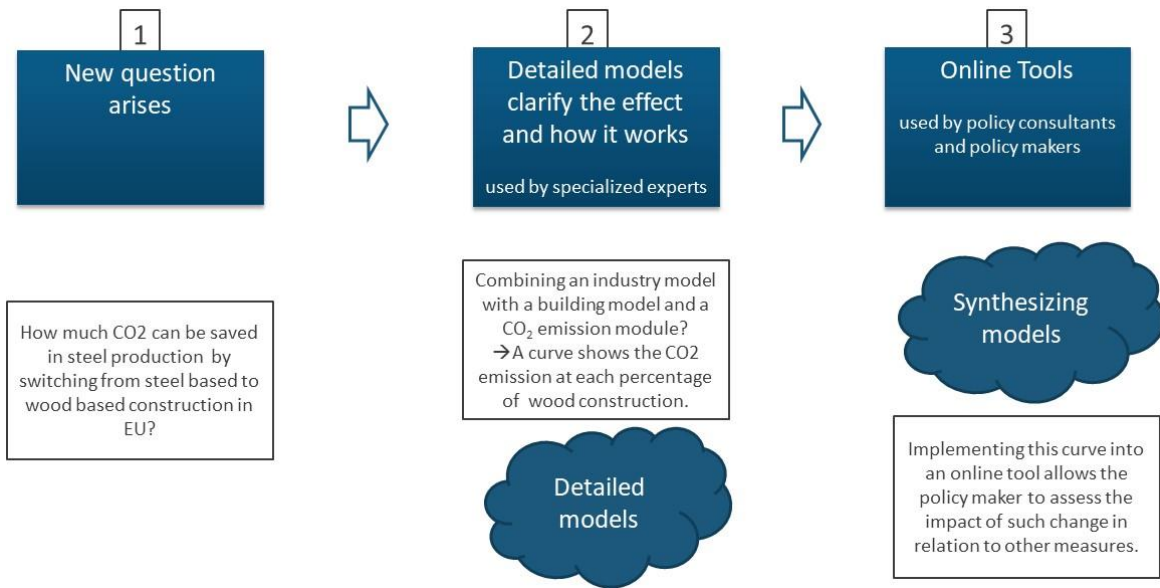 1
New question
arises
2
Detailed models
clarify the effect
and how it works
used by specialized experts
3
Online Tools
used by policy consultants
and policy makers
How much CO2 can be saved
in steel production by
switching from steel based to
wood based construction in
EU?
Combining an industry model
with a building model and a
CO₂ emission module?
→A curve shows the CO2
emission at each percentage
of wood construction.
Detailed
models
Synthesizing
models
Implementing this curve into
an online tool allows the
policy maker to assess the
impact of such change in
relation to other measures.